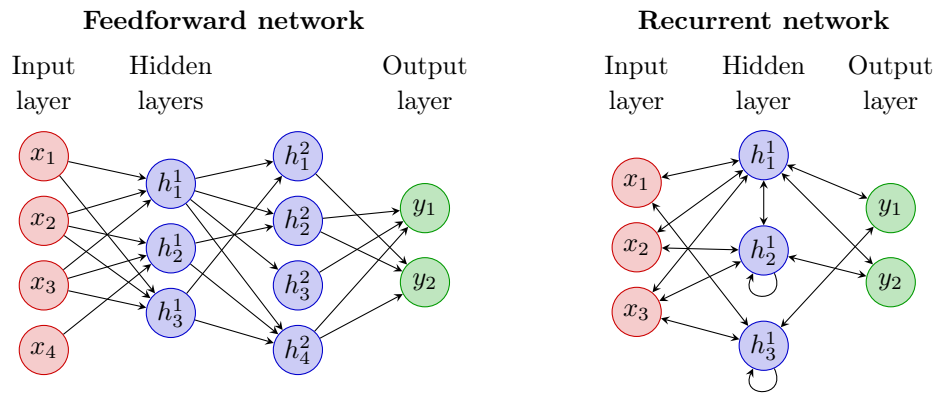 Feedforward network
Input layer
Hidden layers
Output layer
x₁
x₂
x₃
x₄
h₁¹
h₂¹
h₃¹
h₁²
h₂²
h₃²
h₄²
y₁
y₂
Recurrent network
Input layer
Hidden layer
Output layer
x₁
x₂
x₃
h₁¹
h₂¹
h₃¹
y₁
y₂